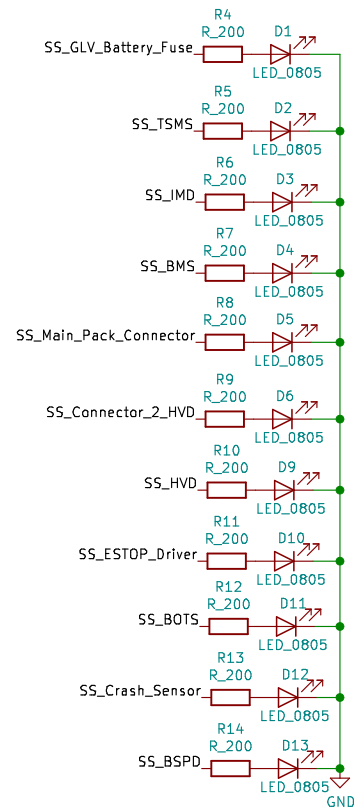 R4 D1
SS_GLV_Battery_Fuse R_200
LED_0805
R5 D2
SS_TSMS R_200
LED_0805
R6 D3
SS_IMD R_200
LED_0805
R7 D4
SS_BMS R_200
LED_0805
R8 D5
SS_Main_Pack_Connector R_200
LED_0805
R9 D6
SS_Connector_2_HVD R_200
LED_0805
R10 D9
SS_HVD R_200
LED_0805
R11 D10
SS_ESTOP_Driver R_200
LED_0805
R12 D11
SS_BOTS R_200
LED_0805
R13 D12
SS_Crash_Sensor R_200
LED_0805
R14 D13
SS_BSPD R_200
LED_0805
GND